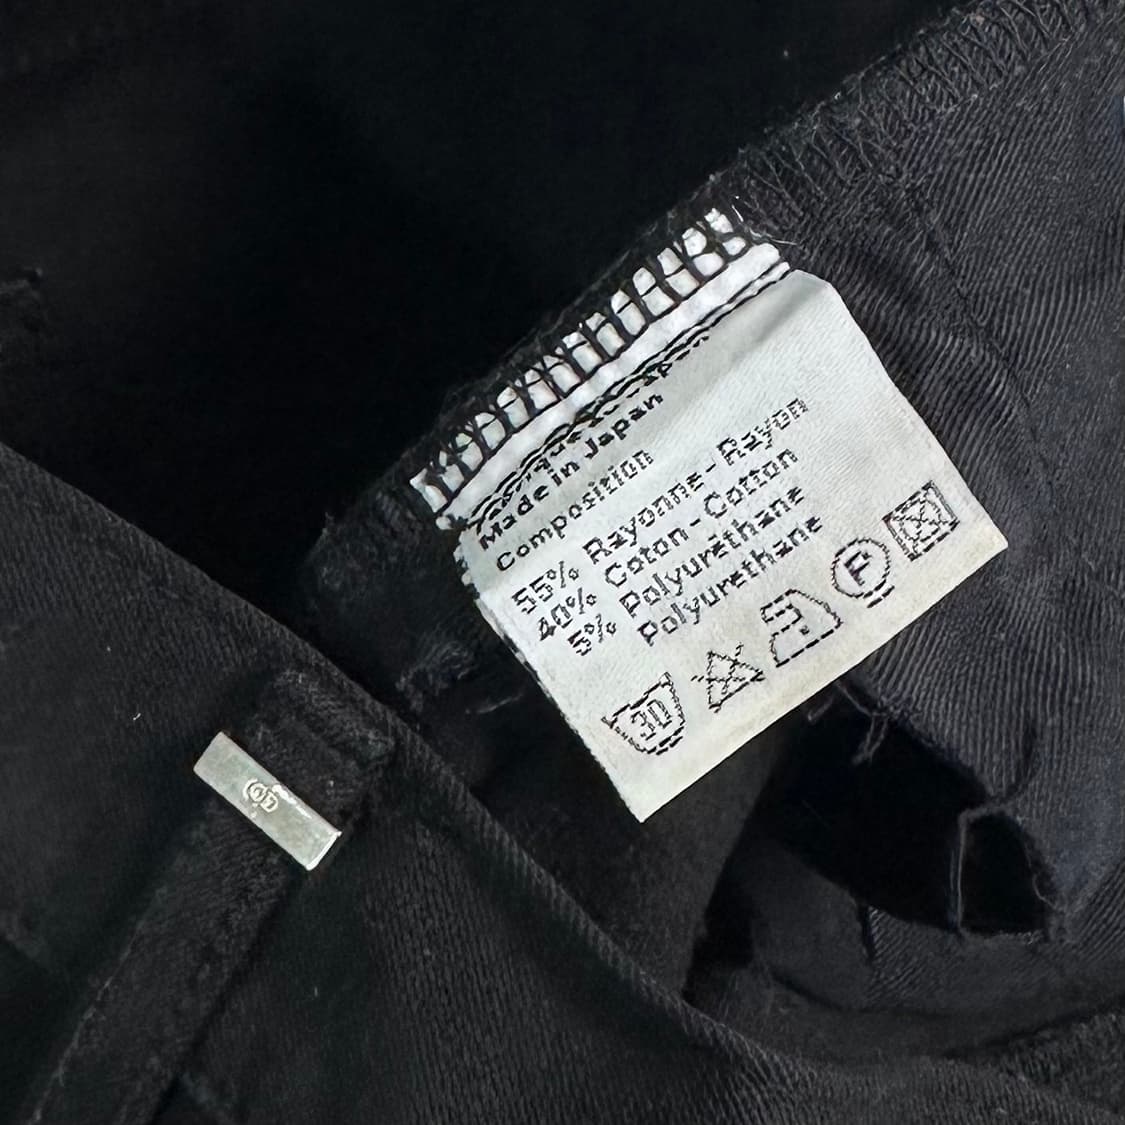 Made in Japan
Composition
55% Rayonne - Rayon
40% Coton - Cotton
5% Polyuréthane
Polyurethane
30
P